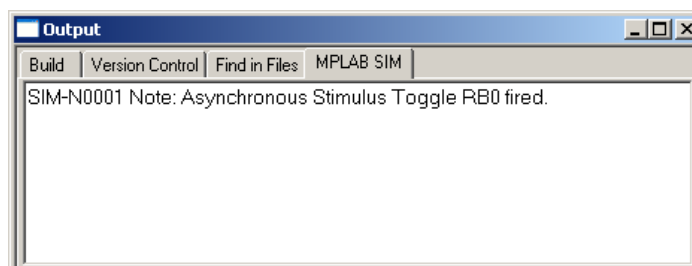 Output
Build Version Control Find in Files MPLAB SIM
SIM-N0001 Note: Asynchronous Stimulus Toggle RB0 fired.